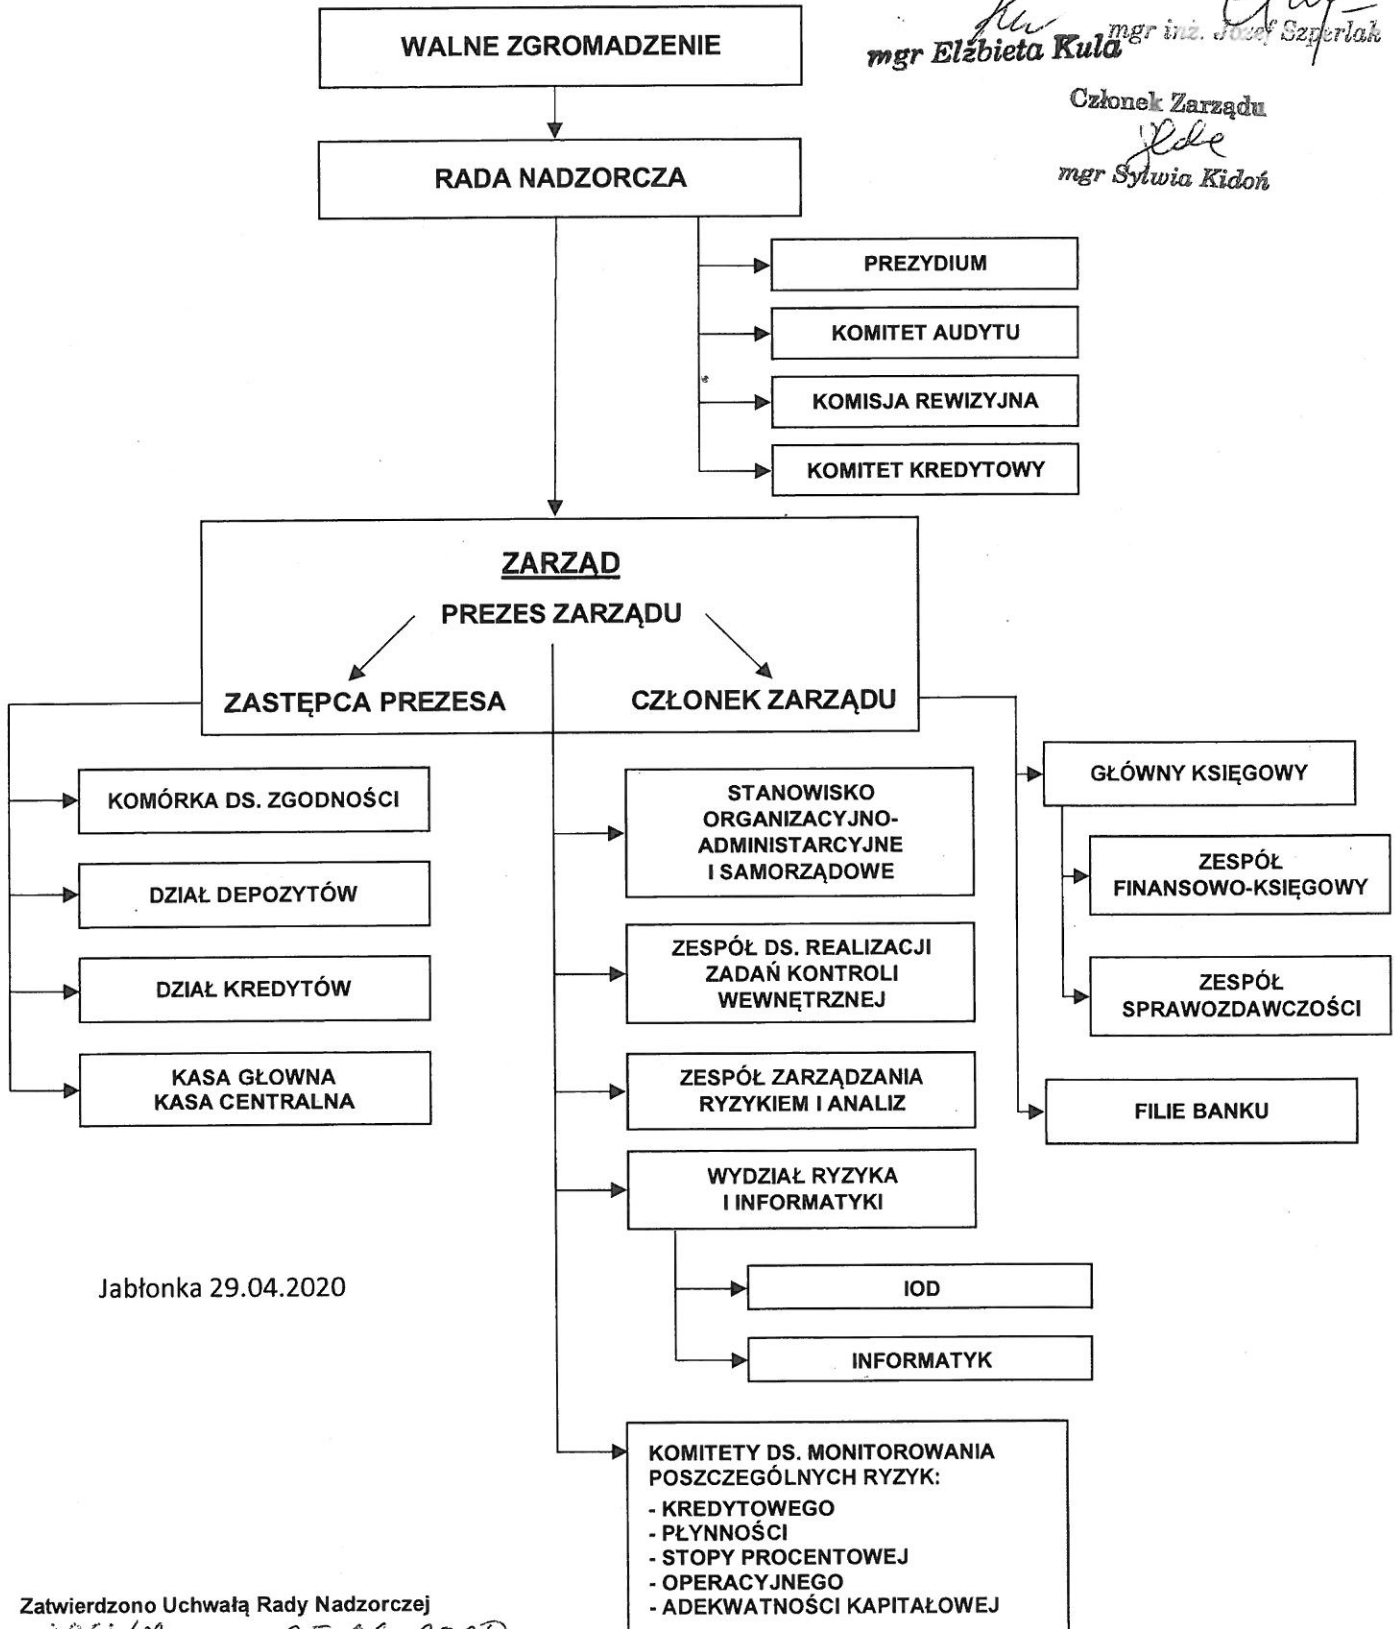 WALNE ZGROMADZENIE
mgr Elżbieta Kula
mgr inż. Józef Szperlak
Członek Zarządu
mgr Sylwia Kidoń
RADA NADZORCZA
PREZYDIUM
KOMITET AUDYTU
KOMISJA REWIZYJNA
KOMITET KREDYTOWY
ZARZĄD
PREZES ZARZĄDU
ZASTĘPCA PREZESA
CZŁONEK ZARZĄDU
KOMÓRKA DS. ZGODNOŚCI
DZIAŁ DEPOZYTÓW
DZIAŁ KREDYTÓW
KASA GŁOWNA
KASA CENTRALNA
STANOWISKO
ORGANIZACYJNO-
ADMINISTARCYJNE
I SAMORZĄDOWE
ZESPÓŁ DS. REALIZACJI
ZADAŃ KONTROLI
WEWNĘTRZNEJ
ZESPÓŁ ZARZĄDZANIA
RYZYKIEM I ANALIZ
WYDZIAŁ RYZYKA
I INFORMATYKI
IOD
INFORMATYK
GŁÓWNY KSIĘGOWY
ZESPÓŁ
FINANSOWO-KSIĘGOWY
ZESPÓŁ
SPRAWOZDAWCZOŚCI
FILIE BANKU
Jabłonka 29.04.2020
KOMITETY DS. MONITOROWANIA
POSZCZEGÓLNYCH RYZYK:
- KREDYTOWEGO
- PŁYNNOŚCI
- STOPY PROCENTOWEJ
- OPERACYJNEGO
- ADEKWATNOŚCI KAPITAŁOWEJ
Zatwierdzono Uchwałą Rady Nadzorczej